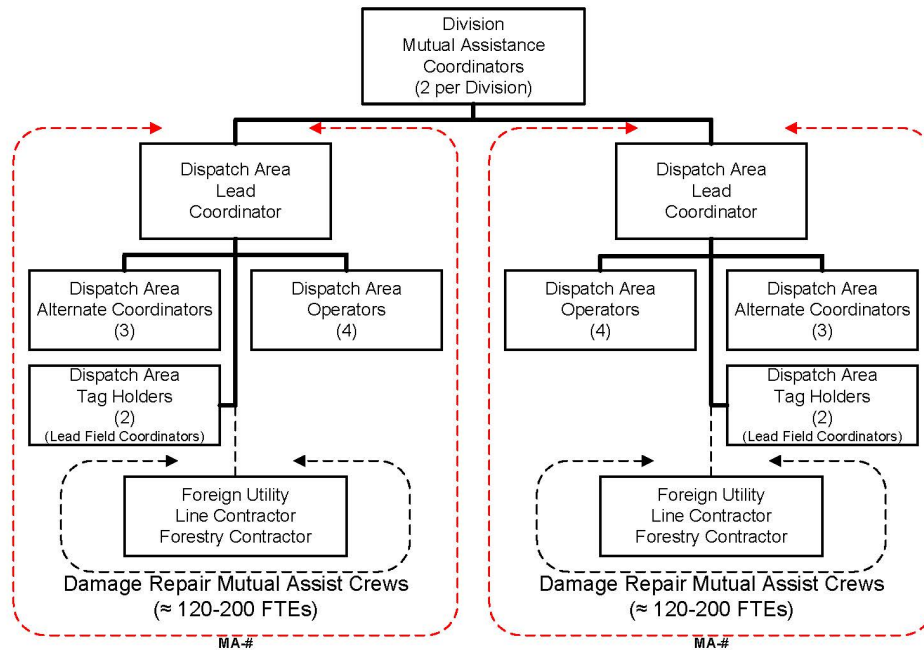 Division
Mutual Assistance
Coordinators
(2 per Division)
Dispatch Area
Lead
Coordinator
Dispatch Area
Alternate Coordinators
(3)
Dispatch Area
Operators
(4)
Dispatch Area
Tag Holders
(2)
(Lead Field Coordinators)
Foreign Utility
Line Contractor
Forestry Contractor
Damage Repair Mutual Assist Crews
(≈ 120-200 FTEs)
MA-#
Dispatch Area
Lead
Coordinator
Dispatch Area
Operators
(4)
Dispatch Area
Alternate Coordinators
(3)
Dispatch Area
Tag Holders
(2)
(Lead Field Coordinators)
Foreign Utility
Line Contractor
Forestry Contractor
Damage Repair Mutual Assist Crews
(≈ 120-200 FTEs)
MA-#